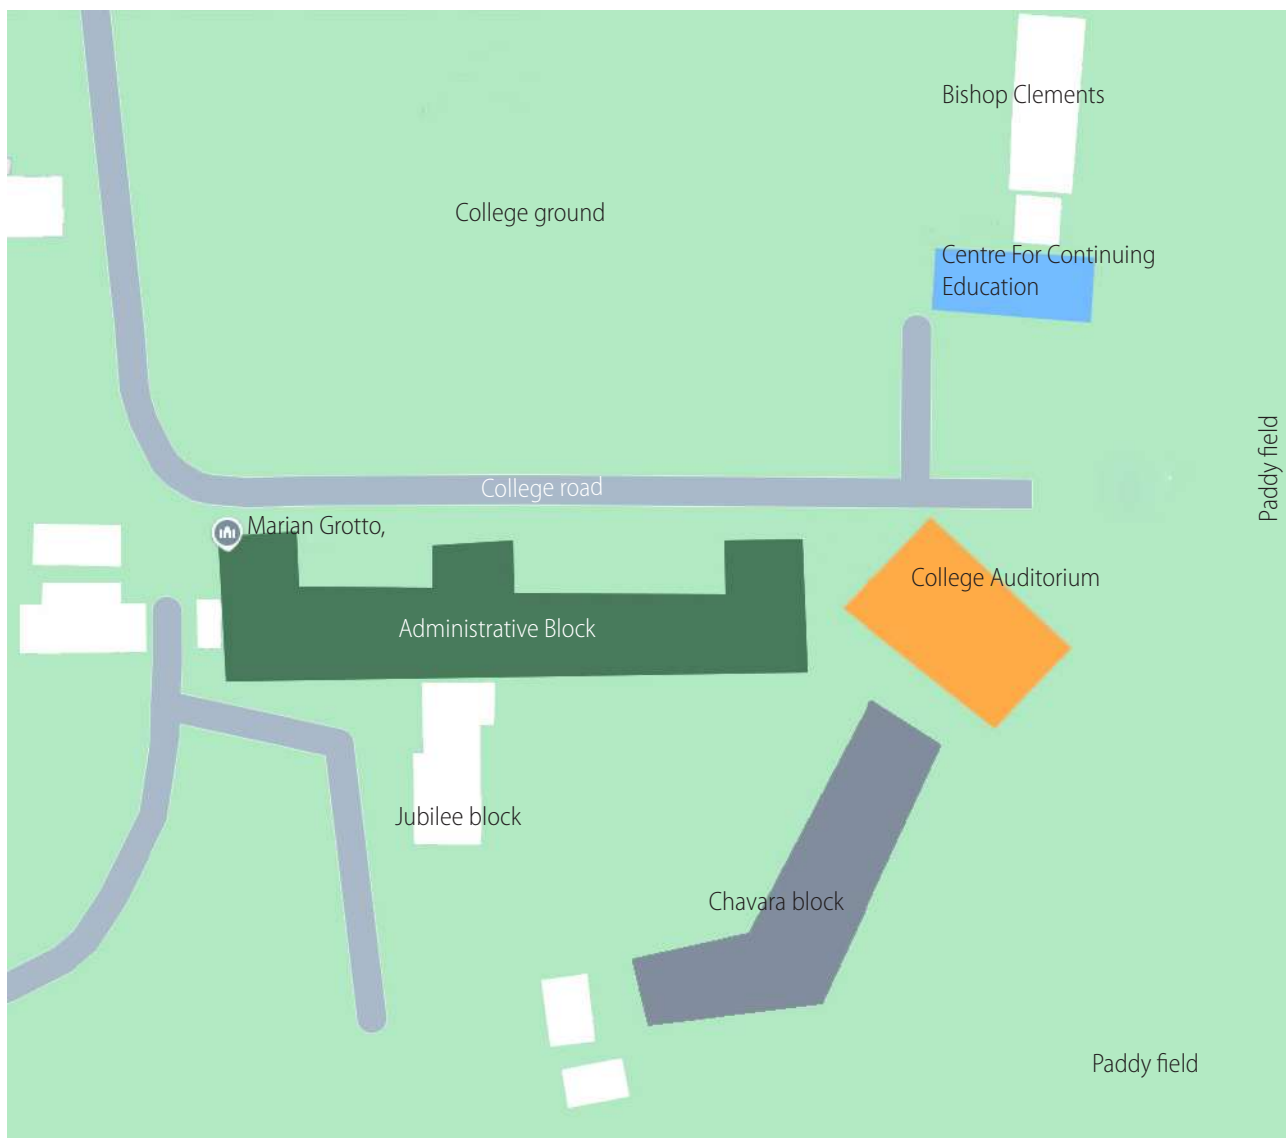 Bishop Clements
College ground
Centre For Continuing
Education
Paddy field
College road
Marian Grotto,
College Auditorium
Administrative Block
Jubilee block
Chavara block
Paddy field